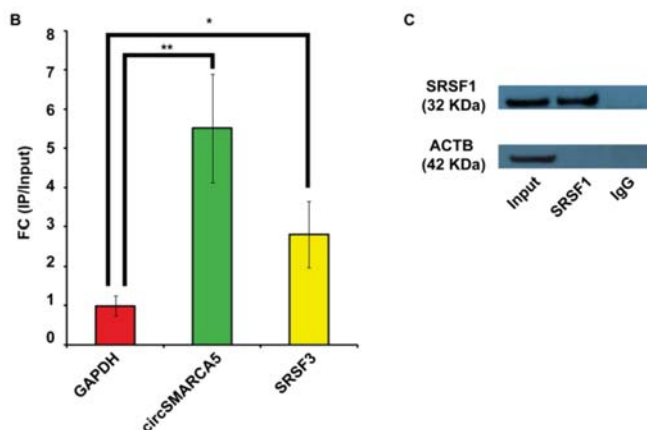 B
FC (IP/Input)
8
7
6
5
4
3
2
1
0
*
**
GAPDH
circSMARCA5
SRSF3
C
SRSF1
(32 KDa)
ACTB
(42 KDa)
Input
SRSF1
IgG